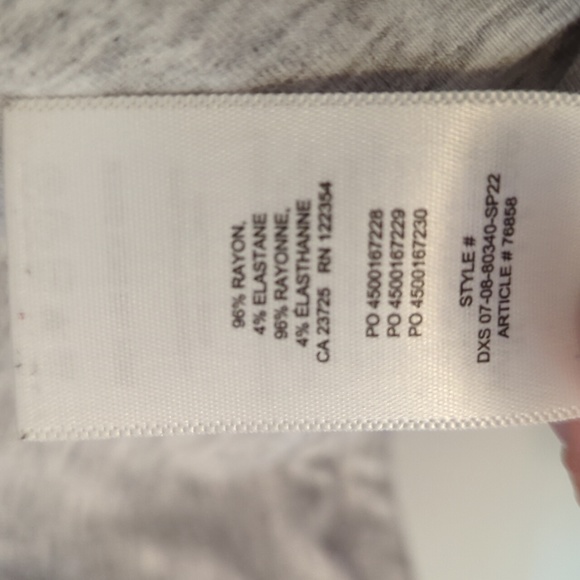 96% RAYON,
4% ELASTANE
96% RAYONNE,
4% ÉLASTHANNE
CA 23725 RN 122354
PO 4500167228
PO 4500167229
PO 4500167230
STYLE #
DXS 07-08-80340-SP22
ARTICLE # 76858